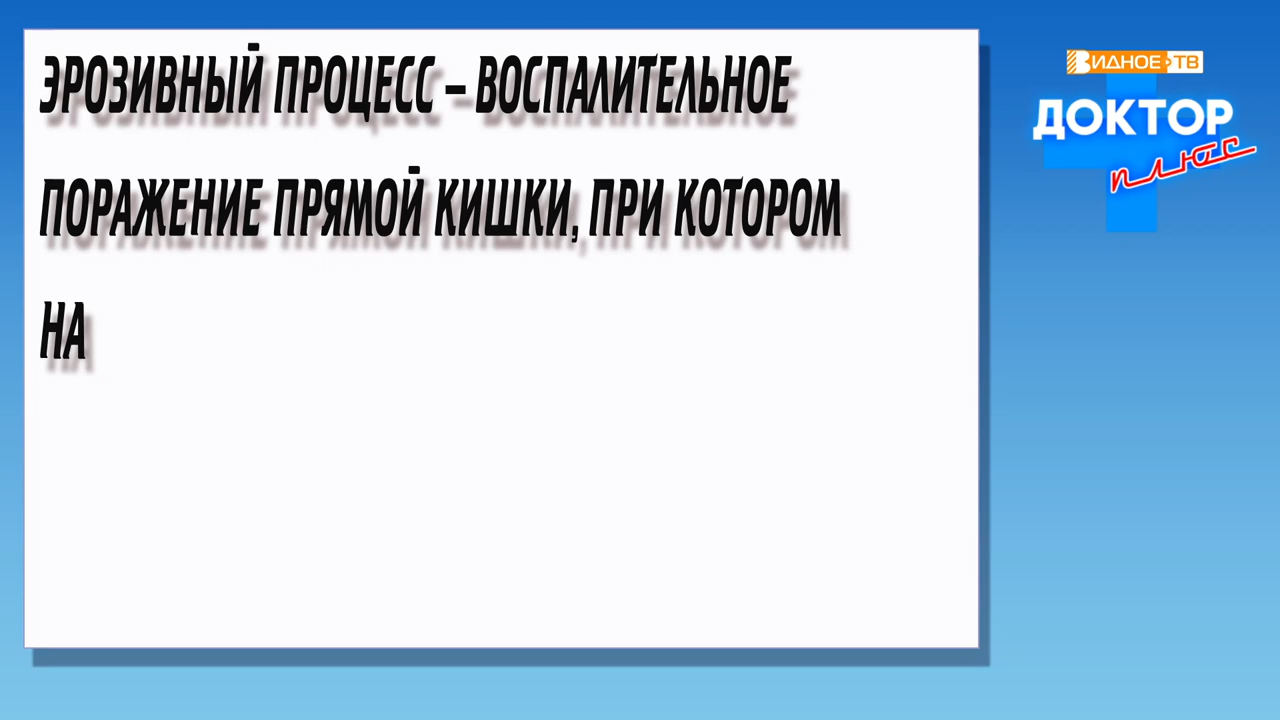 ЭРОЗИВНЫЙ ПРОЦЕСС – ВОСПАЛИТЕЛЬНОЕ
ПОРАЖЕНИЕ ПРЯМОЙ КИШКИ, ПРИ КОТОРОМ
НА
ВИДНОЕ ТВ
ДОКТОР
плюс